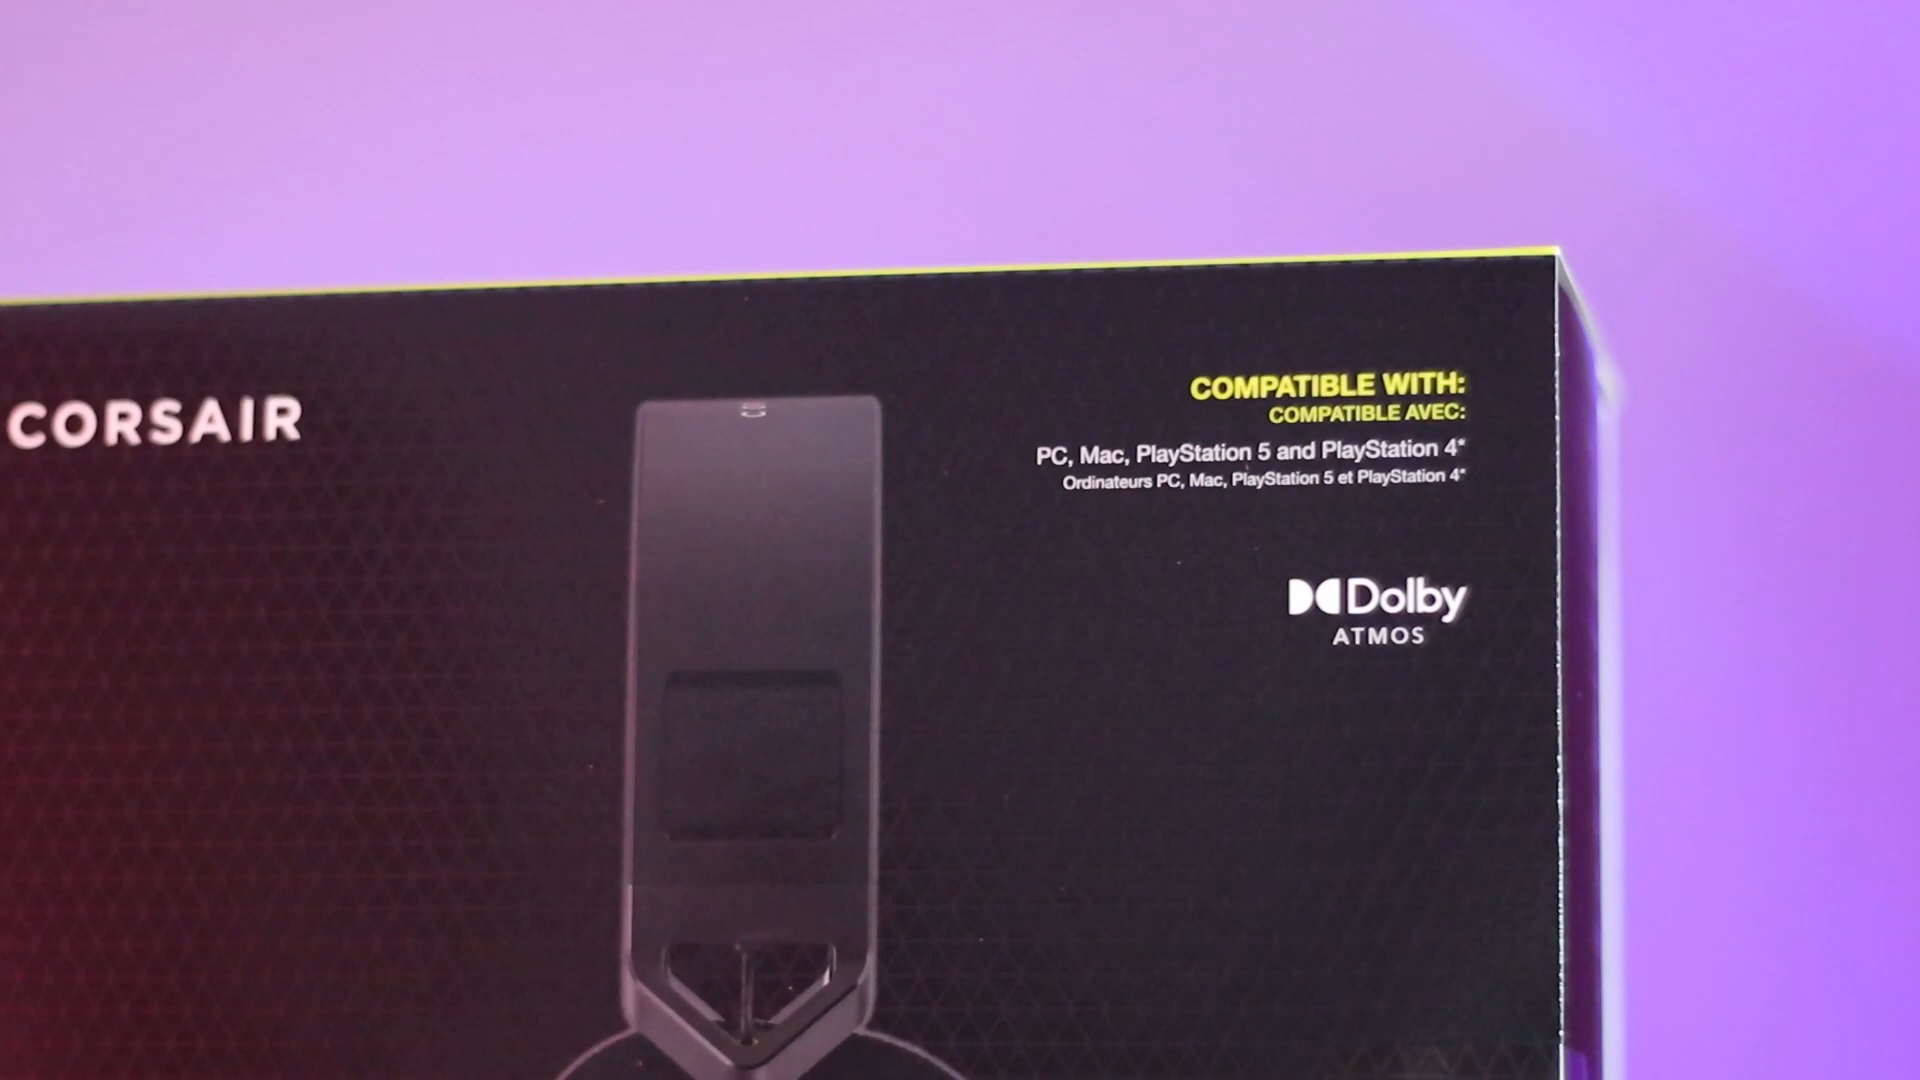 CORSAIR
COMPATIBLE WITH:
COMPATIBLE AVEC:
PC, Mac, PlayStation 5 and PlayStation 4*
Ordinateurs PC, Mac, PlayStation 5 et PlayStation 4*
Dolby
ATMOS